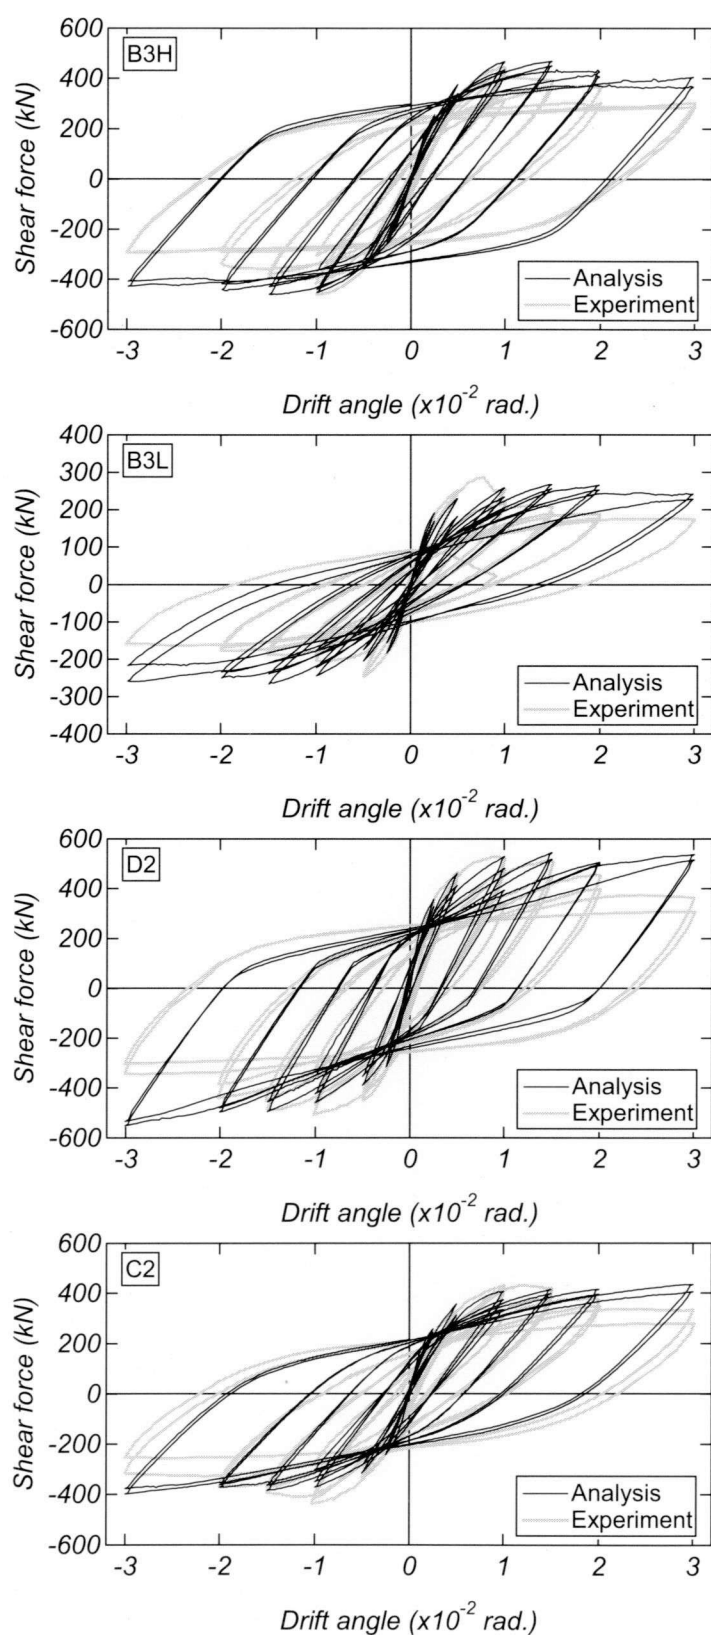 B3H
Shear force (kN)
600
400
200
0
-200
-400
-600
Analysis
Experiment
-3 -2 -1 0 1 2 3
Drift angle (x10-2 rad.)
B3L
Shear force (kN)
400
300
200
100
0
-100
-200
-300
-400
Analysis
Experiment
-3 -2 -1 0 1 2 3
Drift angle (x10-2 rad.)
D2
Shear force (kN)
600
400
200
0
-200
-400
-600
Analysis
Experiment
-3 -2 -1 0 1 2 3
Drift angle (x10-2 rad.)
C2
Shear force (kN)
600
400
200
0
-200
-400
-600
Analysis
Experiment
-3 -2 -1 0 1 2 3
Drift angle (x10-2 rad.)